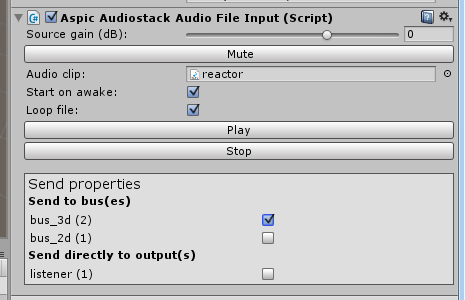 Aspic Audiostack Audio File Input (Script)
Source gain (dB): 0
Mute
Audio clip: reactor
Start on awake:
Loop file:
Play
Stop
Send properties
Send to bus(es)
bus_3d (2)
bus_2d (1)
Send directly to output(s)
listener (1)